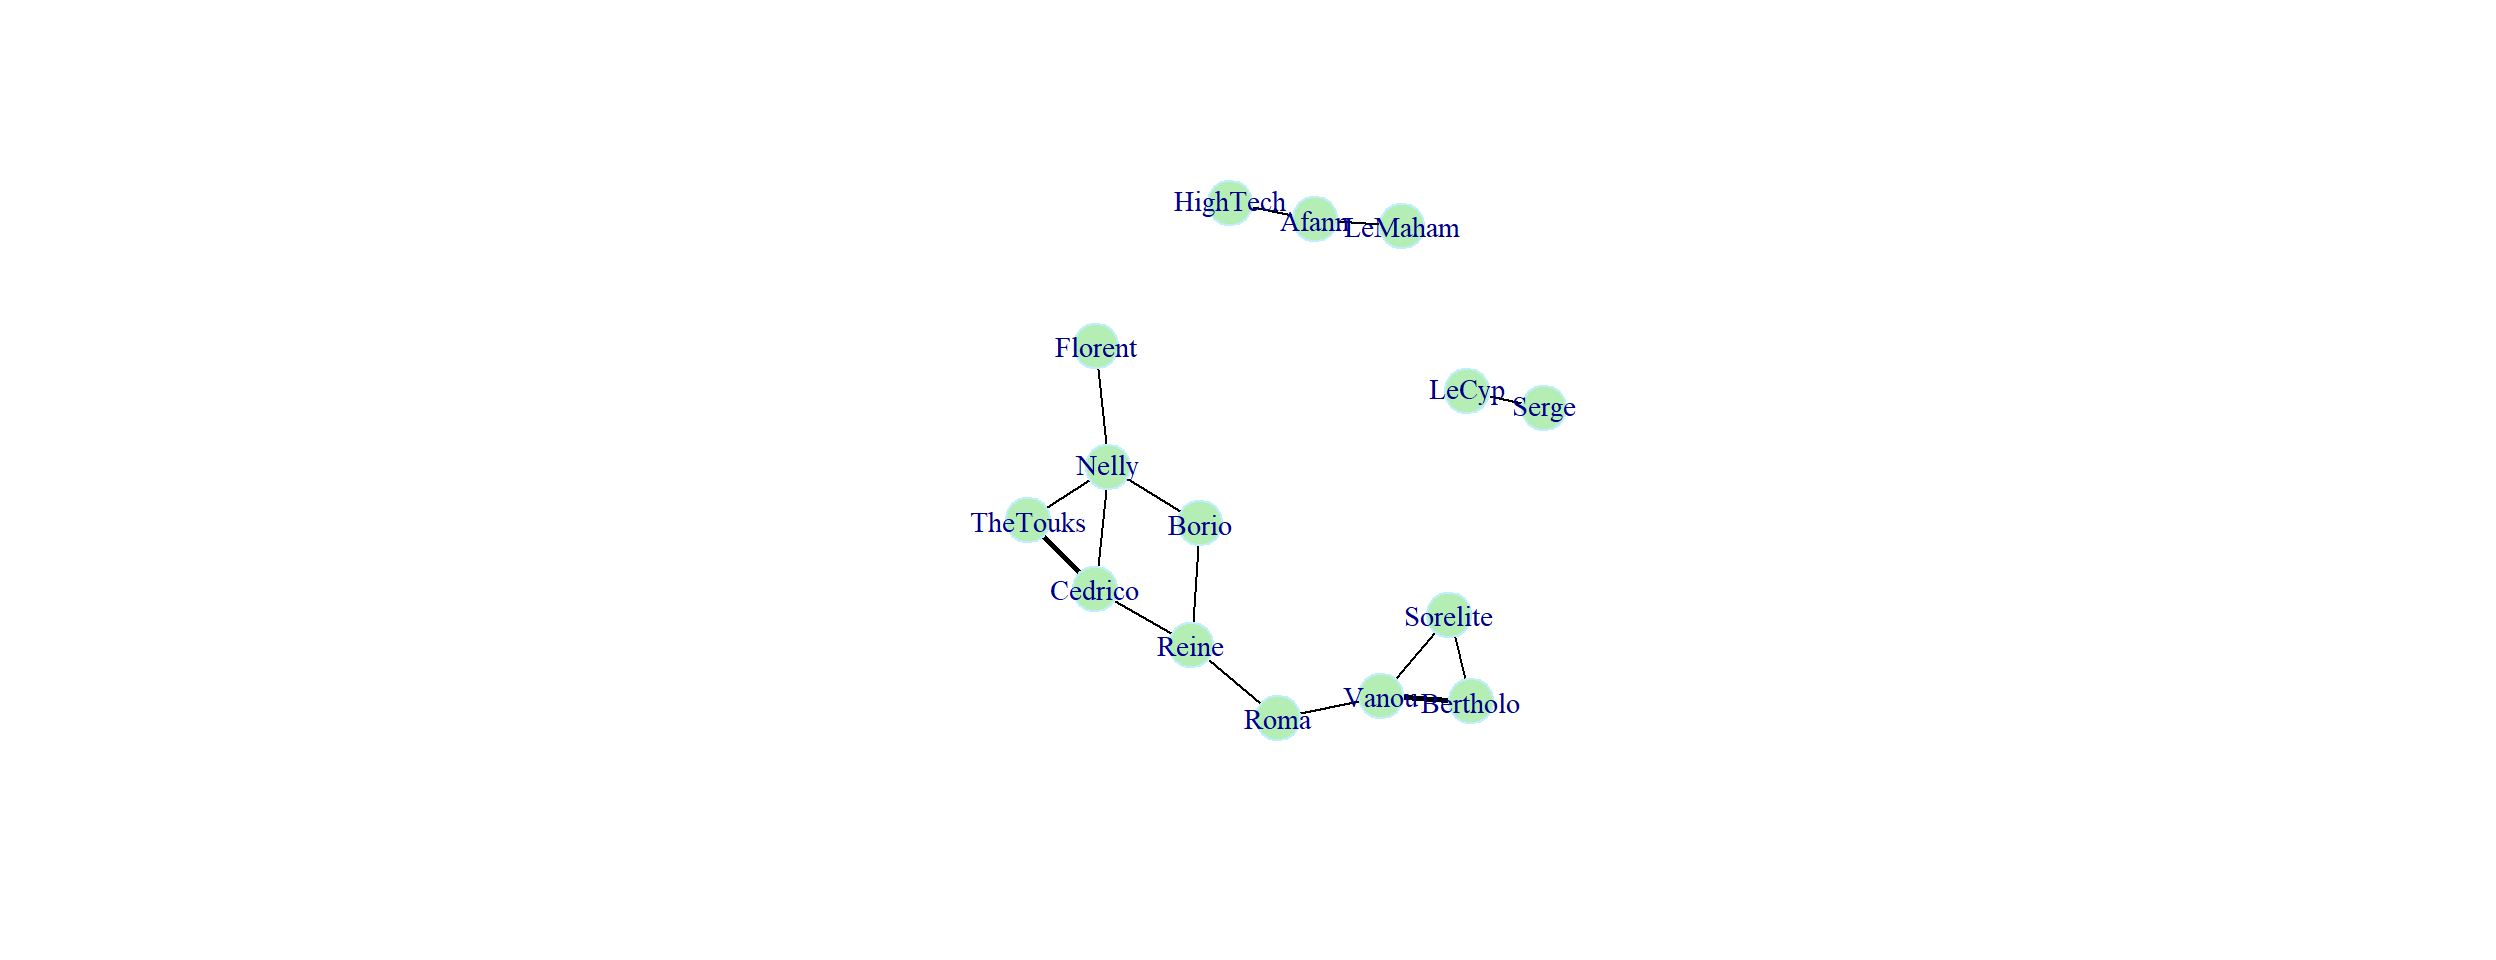 HighTech
Afann
LeMaham
Florent
LeCyp
Serge
Nelly
TheTouks
Borio
Cedrico
Sorelite
Reine
Vanou
Bertholo
Roma